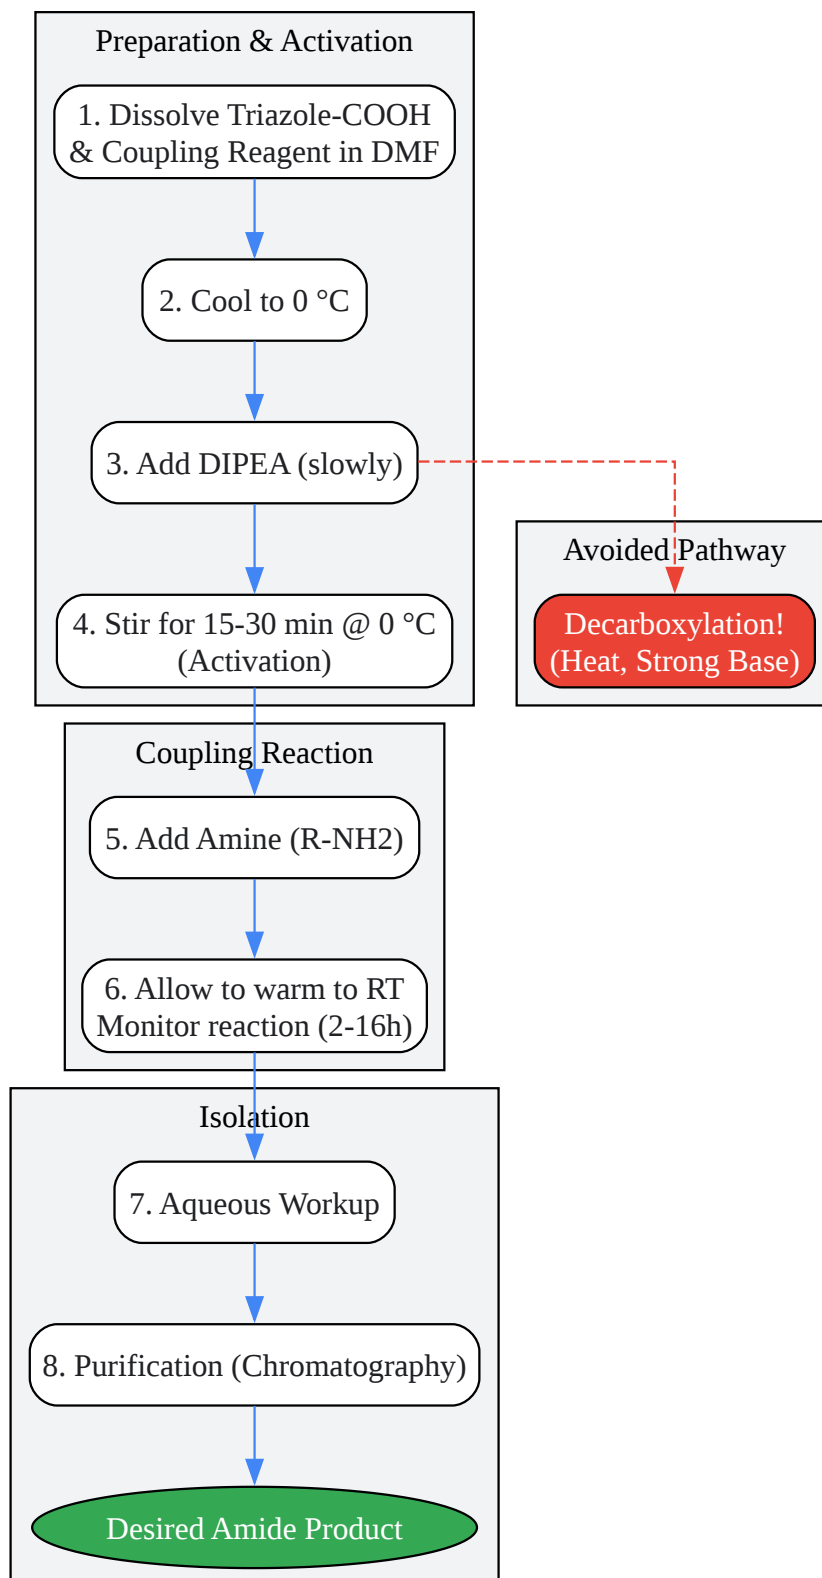 Preparation & Activation
1. Dissolve Triazole-COOH
& Coupling Reagent in DMF
2. Cool to 0 °C
3. Add DIPEA (slowly)
Avoided Pathway
4. Stir for 15-30 min @ 0 °C
(Activation)
Decarboxylation!
(Heat, Strong Base)
Coupling Reaction
5. Add Amine (R-NH2)
6. Allow to warm to RT
Monitor reaction (2-16h)
Isolation
7. Aqueous Workup
8. Purification (Chromatography)
Desired Amide Product